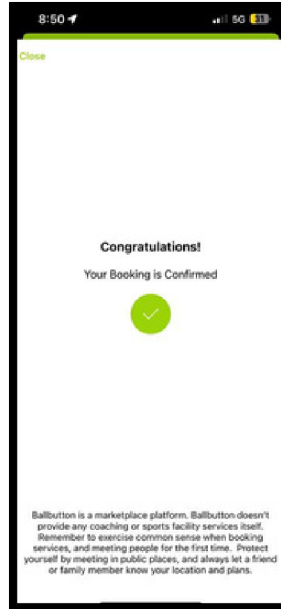 8:50
5G 31
Close
Congratulations!
Your Booking is Confirmed
Ballbutton is a marketplace platform. Ballbutton doesn't
provide any coaching or sports facility services itself.
Remember to exercise common sense when booking
services, and meeting people for the first time. Protect
yourself by meeting in public places, and always let a friend
or family member know your location and plans.